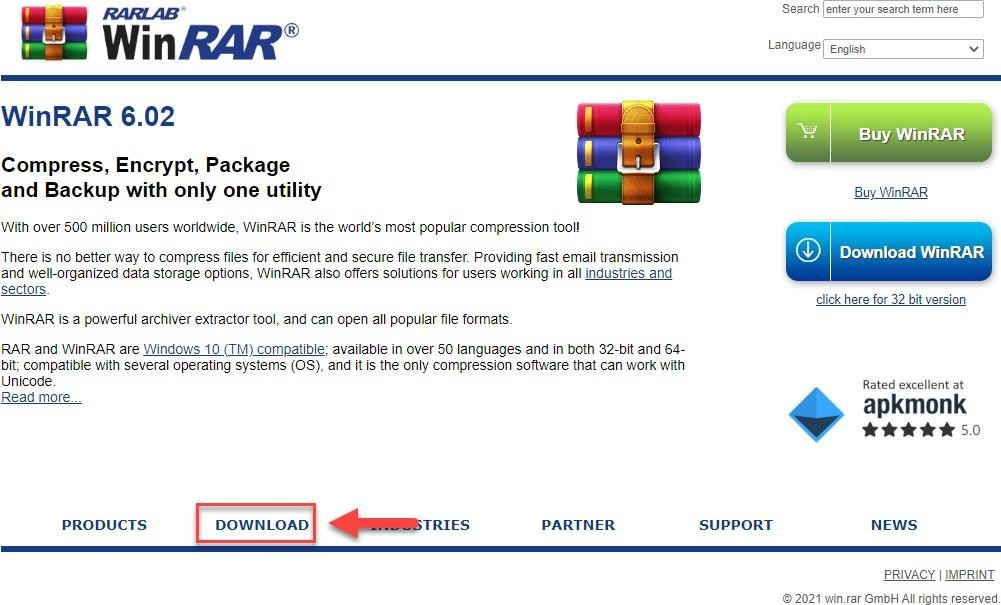 RARLAB®
WinRAR®
Search enter your search term here
Language English
WinRAR 6.02
Compress, Encrypt, Package
and Backup with only one utility
With over 500 million users worldwide, WinRAR is the world's most popular compression tool!
There is no better way to compress files for efficient and secure file transfer. Providing fast email transmission
and well-organized data storage options, WinRAR also offers solutions for users working in all industries and
sectors.
WinRAR is a powerful archiver extractor tool, and can open all popular file formats.
RAR and WinRAR are Windows 10 (TM) compatible; available in over 50 languages and in both 32-bit and 64-
bit; compatible with several operating systems (OS), and it is the only compression software that can work with
Unicode.
Read more...
Buy WinRAR
Buy WinRAR
Download WinRAR
click here for 32 bit version
Rated excellent at
apkmonk
5.0
PRODUCTS DOWNLOAD INDUSTRIES PARTNER SUPPORT NEWS
PRIVACY | IMPRINT
© 2021 win.rar GmbH All rights reserved.